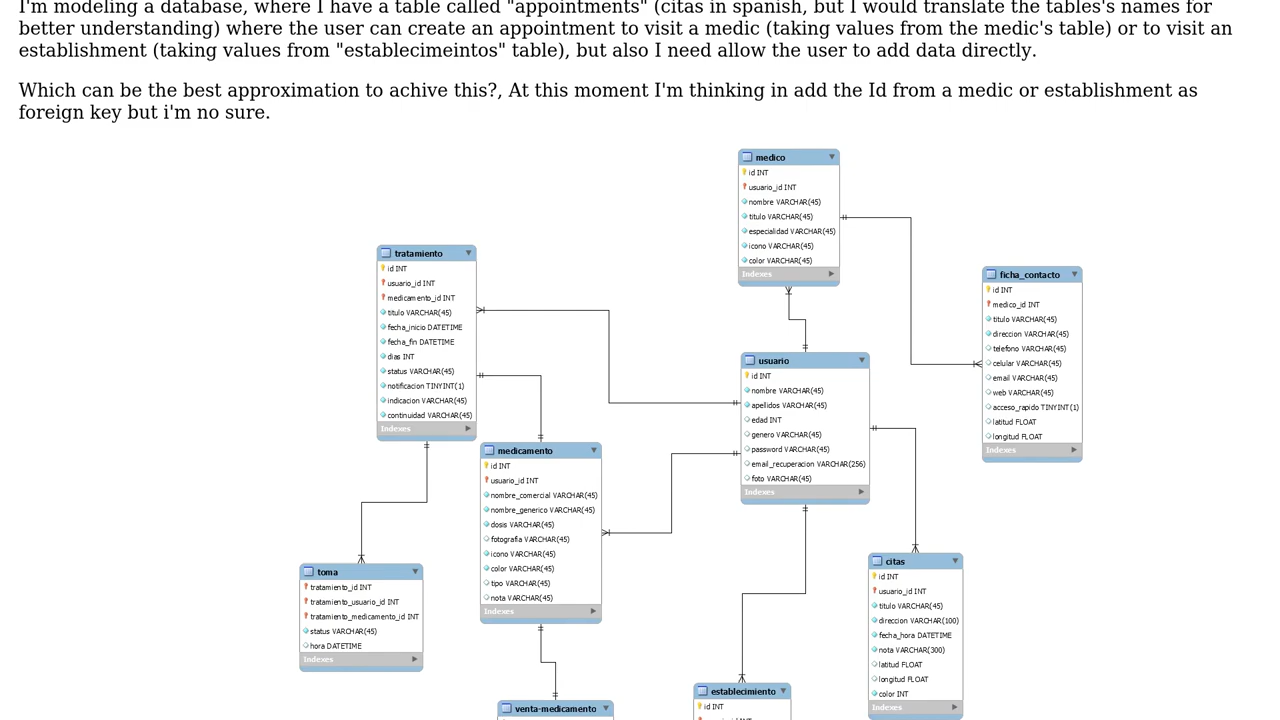 I'm modeling a database, where I have a table called "appointments" (citas in spanish, but I would translate the tables's names for
better understanding) where the user can create an appointment to visit a medic (taking values from the medic's table) or to visit an
establishment (taking values from "establecimeintos" table), but also I need allow the user to add data directly.
Which can be the best approximation to achive this?, At this moment I'm thinking in add the Id from a medic or establishment as
foreign key but i'm no sure.
medico
id INT
usuario_id INT
nombre VARCHAR(45)
titulo VARCHAR(45)
especialidad VARCHAR(45)
icono VARCHAR(45)
color VARCHAR(45)
Indexes
tratamiento
id INT
usuario_id INT
medicamento_id INT
titulo VARCHAR(45)
fecha_inicio DATETIME
fecha_fin DATETIME
dias INT
status VARCHAR(45)
notificacion TINYINT(1)
indicacion VARCHAR(45)
continuidad VARCHAR(45)
Indexes
ficha_contacto
id INT
medico_id INT
titulo VARCHAR(45)
direccion VARCHAR(45)
telefono VARCHAR(45)
celular VARCHAR(45)
email VARCHAR(45)
web VARCHAR(45)
acceso_rapido TINYINT(1)
latitud FLOAT
longitud FLOAT
Indexes
usuario
id INT
nombre VARCHAR(45)
apellidos VARCHAR(45)
edad INT
genero VARCHAR(45)
password VARCHAR(45)
email_recuperacion VARCHAR(256)
foto VARCHAR(45)
Indexes
medicamento
id INT
usuario_id INT
nombre_comercial VARCHAR(45)
nombre_generico VARCHAR(45)
dosis VARCHAR(45)
fotografia VARCHAR(45)
icono VARCHAR(45)
color VARCHAR(45)
tipo VARCHAR(45)
nota VARCHAR(45)
Indexes
toma
tratamiento_id INT
tratamiento_usuario_id INT
tratamiento_medicamento_id INT
status VARCHAR(45)
hora DATETIME
Indexes
citas
id INT
usuario_id INT
titulo VARCHAR(45)
direccion VARCHAR(100)
fecha_hora DATETIME
nota VARCHAR(300)
latitud FLOAT
longitud FLOAT
color INT
Indexes
establecimiento
id INT
venta-medicamento